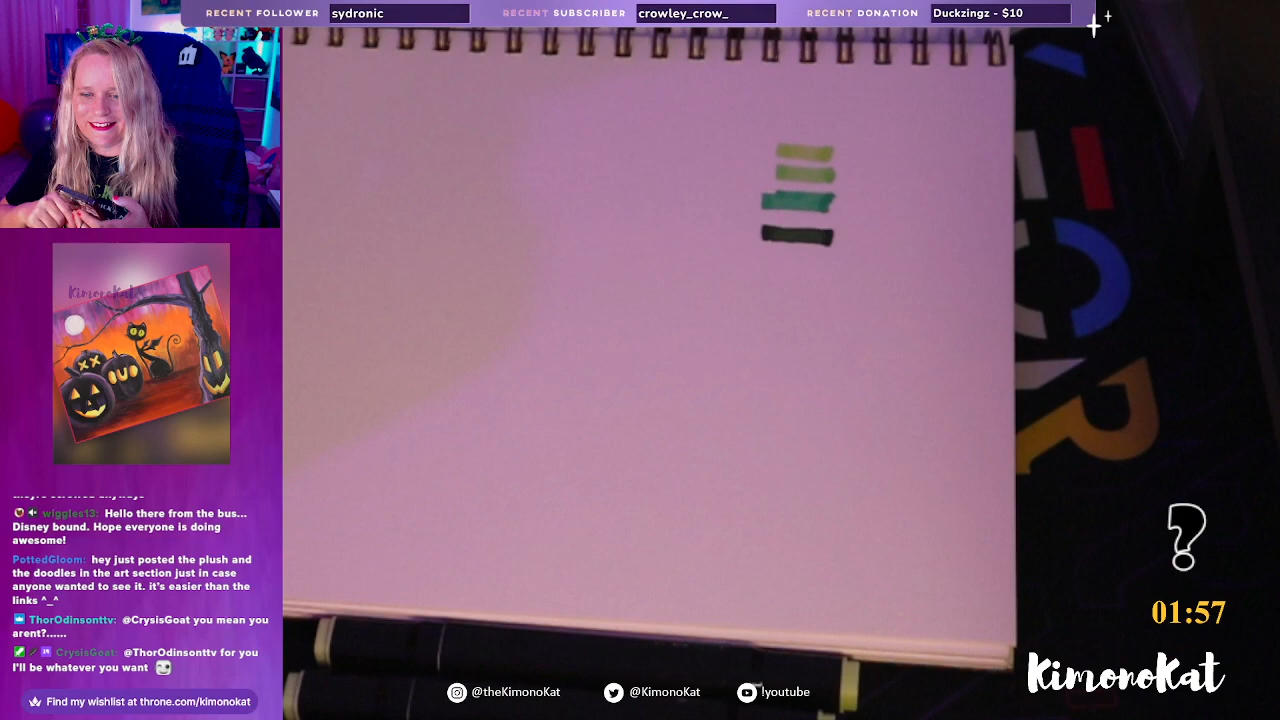 RECENT FOLLOWER sydronic RECENT SUBSCRIBER crowley_crow_ RECENT DONATION Duckzingz - $10
KimonoKat
wiggles13: Hello there from the bus...
Disney bound. Hope everyone is doing
awesome!
PottedGloom: hey just posted the plush and
the doodles in the art section just in case
anyone wanted to see it. it's easier than the
links ^_^
ThorOdinsonttv: @CrysisGoat you mean you
arent?......
CrysisGoat: @ThorOdinsonttv for you
I'll be whatever you want
Find my wishlist at throne.com/kimonokat
@theKimonoKat @KimonoKat !youtube
?
01:57
KimonoKat